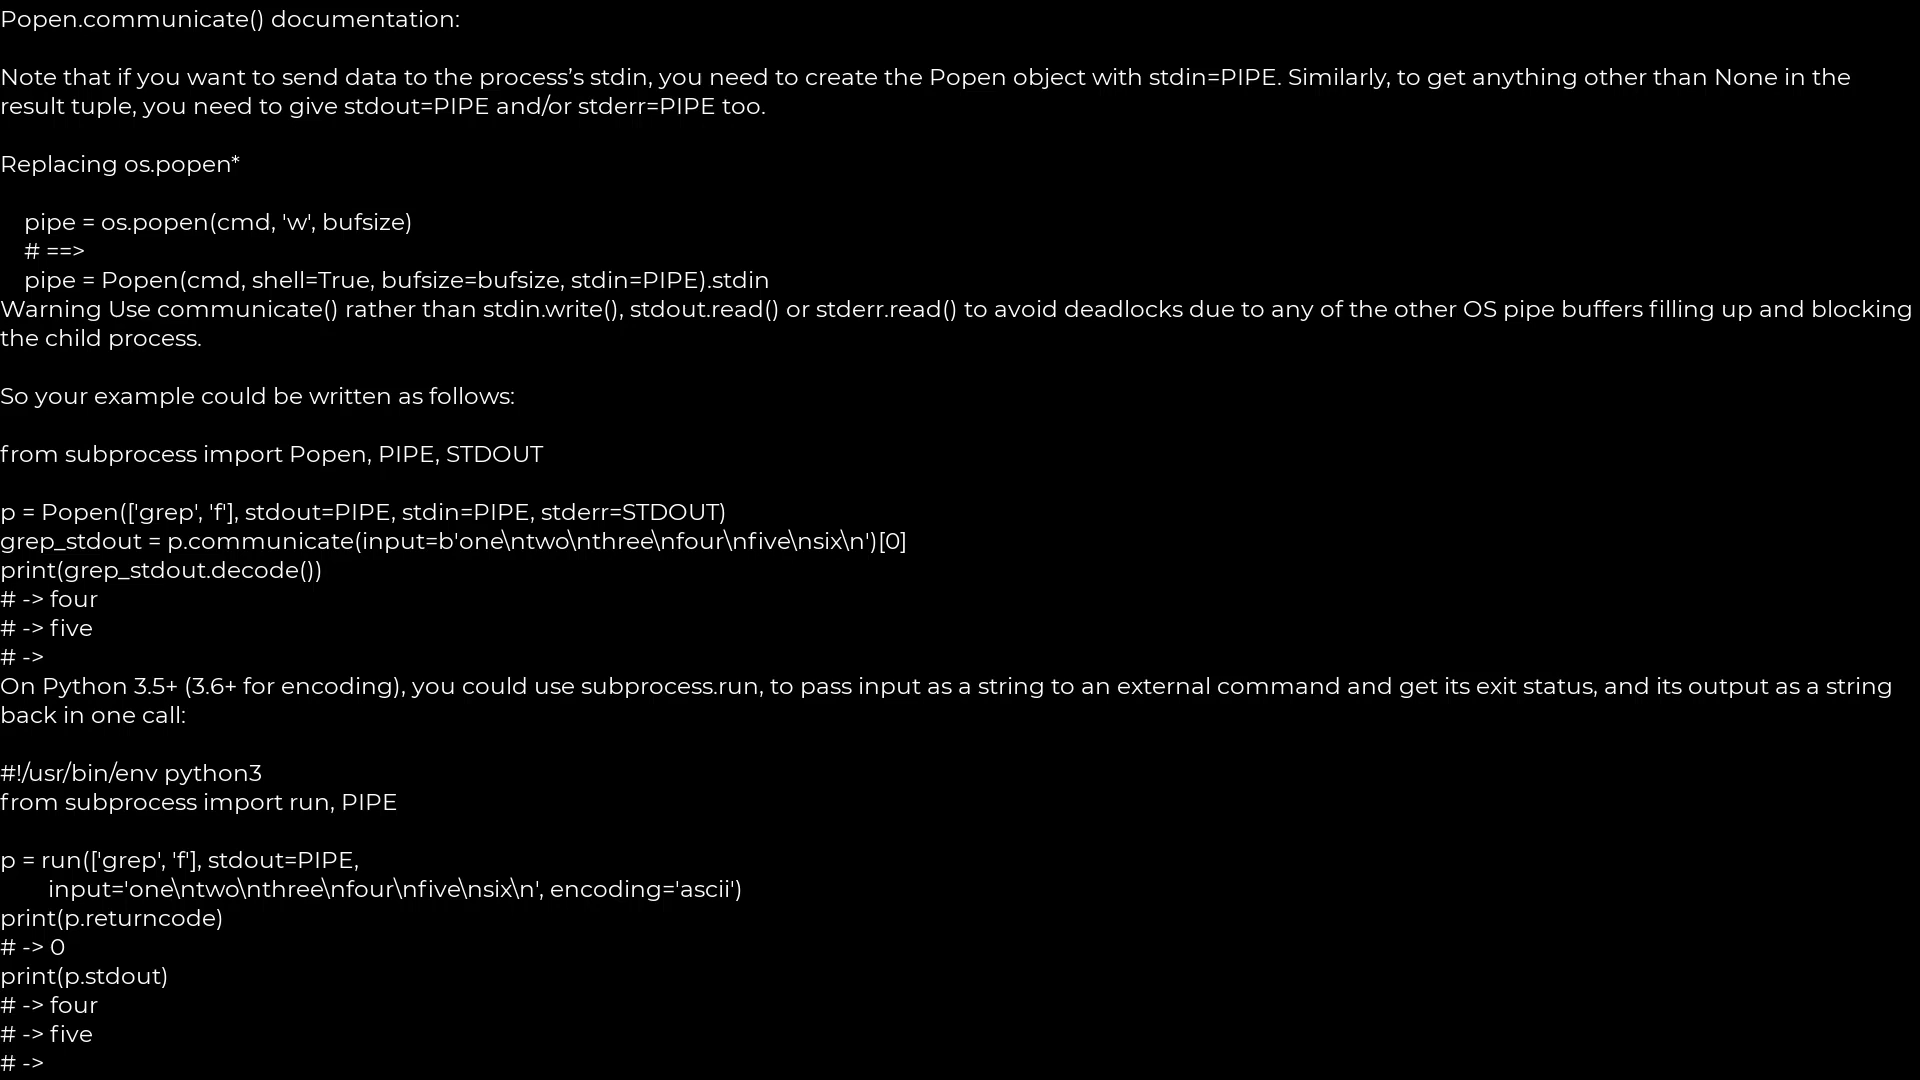 Popen.communicate() documentation:
Note that if you want to send data to the process’s stdin, you need to create the Popen object with stdin=PIPE. Similarly, to get anything other than None in the
result tuple, you need to give stdout=PIPE and/or stderr=PIPE too.
Replacing os.popen*
    pipe = os.popen(cmd, 'w', bufsize)
    # ==>
    pipe = Popen(cmd, shell=True, bufsize=bufsize, stdin=PIPE).stdin
Warning Use communicate() rather than stdin.write(), stdout.read() or stderr.read() to avoid deadlocks due to any of the other OS pipe buffers filling up and blocking
the child process.
So your example could be written as follows:
from subprocess import Popen, PIPE, STDOUT
p = Popen(['grep', 'f'], stdout=PIPE, stdin=PIPE, stderr=STDOUT)
grep_stdout = p.communicate(input=b'one\ntwo\nthree\nfour\nfive\nsix\n')[0]
print(grep_stdout.decode())
# -> four
# -> five
# ->
On Python 3.5+ (3.6+ for encoding), you could use subprocess.run, to pass input as a string to an external command and get its exit status, and its output as a string
back in one call:
#!/usr/bin/env python3
from subprocess import run, PIPE
p = run(['grep', 'f'], stdout=PIPE,
        input='one\ntwo\nthree\nfour\nfive\nsix\n', encoding='ascii')
print(p.returncode)
# -> 0
print(p.stdout)
# -> four
# -> five
# ->